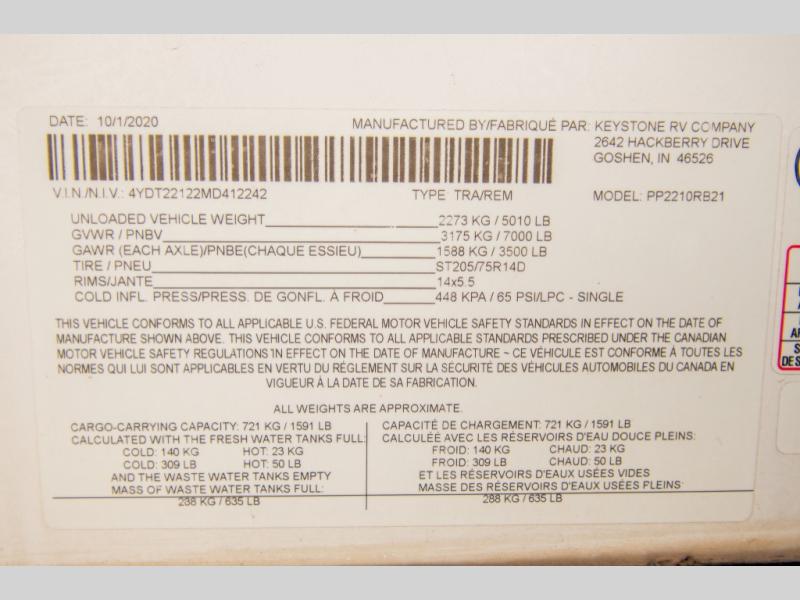 DATE: 10/1/2020
MANUFACTURED BY/FABRIQUÉ PAR: KEYSTONE RV COMPANY
2642 HACKBERRY DRIVE
GOSHEN, IN 46526
V.I.N./N.I.V.: 4YDT22122MD412242 TYPE TRA/REM MODEL: PP2210RB21
UNLOADED VEHICLE WEIGHT 2273 KG / 5010 LB
GVWR / PNBV 3175 KG / 7000 LB
GAWR (EACH AXLE)/PNBE(CHAQUE ESSIEU) 1588 KG / 3500 LB
TIRE / PNEU ST205/75R14D
RIMS/JANTE 14x5.5
COLD INFL. PRESS/PRESS. DE GONFL. À FROID 448 KPA / 65 PSI/LPC - SINGLE
THIS VEHICLE CONFORMS TO ALL APPLICABLE U.S. FEDERAL MOTOR VEHICLE SAFETY STANDARDS IN EFFECT ON THE DATE OF
MANUFACTURE SHOWN ABOVE. THIS VEHICLE CONFORMS TO ALL APPLICABLE STANDARDS PRESCRIBED UNDER THE CANADIAN
MOTOR VEHICLE SAFETY REGULATIONS IN EFFECT ON THE DATE OF MANUFACTURE ~ CE VÉHICULE EST CONFORME À TOUTES LES
NORMES QUI LUI SONT APPLICABLES EN VERTU DU RÉGLEMENT SUR LA SÉCURITÉ DES VÉHICULES AUTOMOBILES DU CANADA EN
VIGUEUR À LA DATE DE SA FABRICATION.
ALL WEIGHTS ARE APPROXIMATE.
CARGO-CARRYING CAPACITY: 721 KG / 1591 LB
CALCULATED WITH THE FRESH WATER TANKS FULL:
COLD: 140 KG HOT: 23 KG
COLD: 309 LB HOT: 50 LB
AND THE WASTE WATER TANKS EMPTY
MASS OF WASTE WATER TANKS FULL:
288 KG / 635 LB
CAPACITÉ DE CHARGEMENT: 721 KG / 1591 LB
CALCULÉE AVEC LES RÉSERVOIRS D'EAU DOUCE PLEINS:
FROID: 140 KG CHAUD: 23 KG
FROID: 309 LB CHAUD: 50 LB
ET LES RÉSERVOIRS D'EAUX USÉES VIDES
MASSE DES RÉSERVOIRS D'EAUX USÉES PLEINS:
288 KG / 635 LB